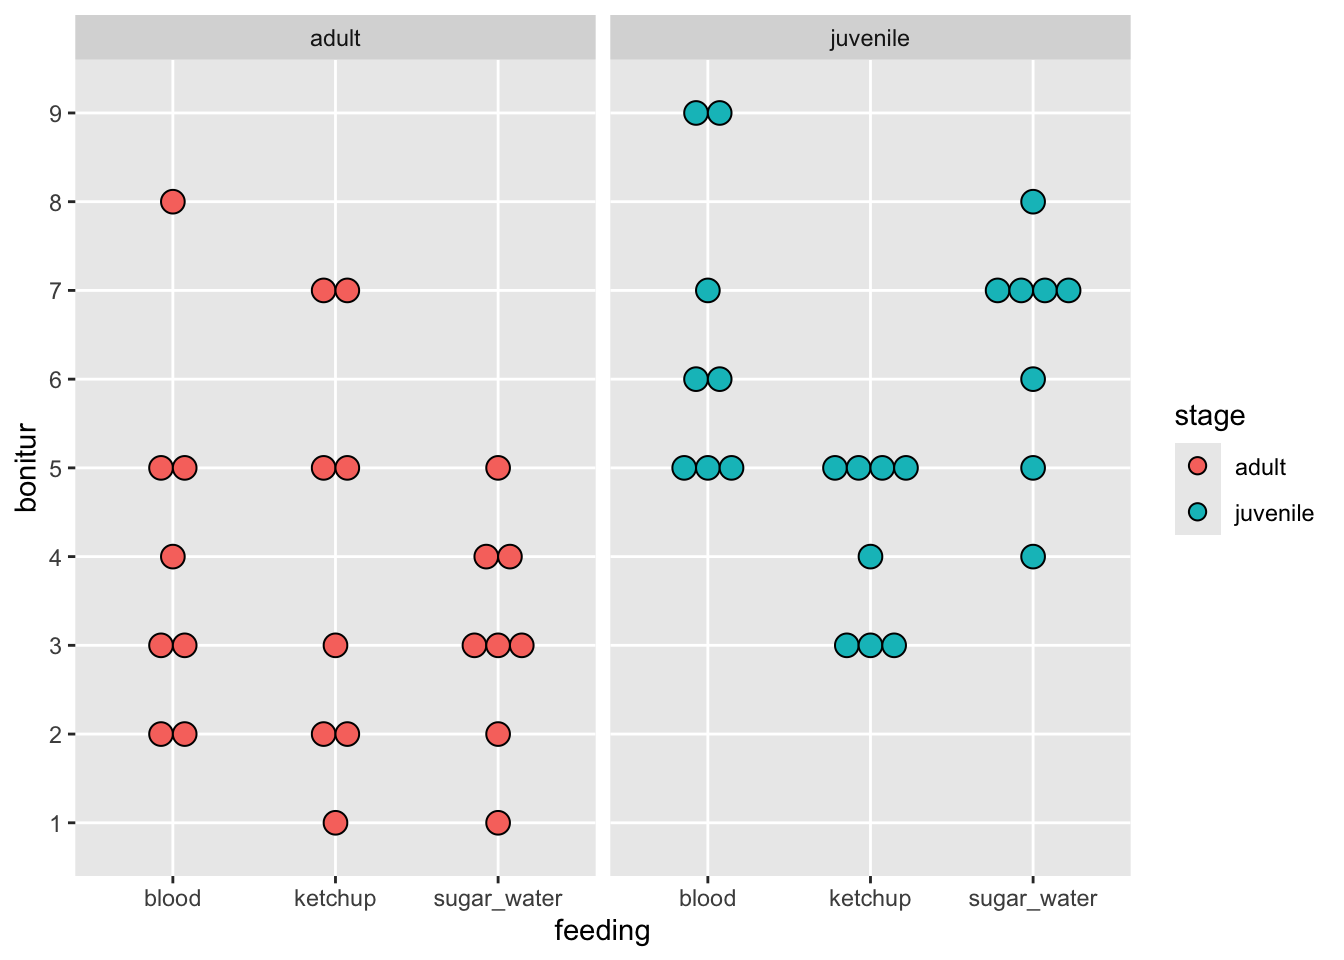 adult
juvenile
9
8
7
6
5
4
3
2
1
bonitur
blood ketchup sugar_water
blood ketchup sugar_water
feeding
stage
adult
juvenile